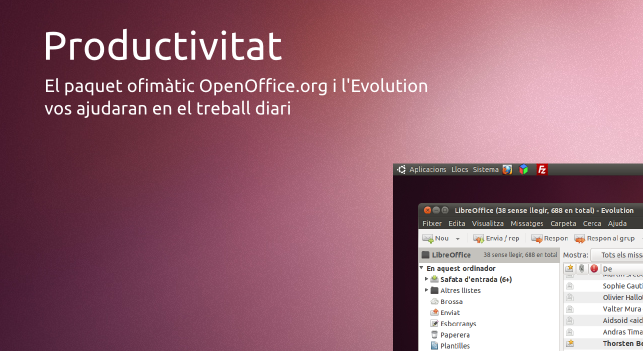 Productivitat
El paquet ofimàtic OpenOffice.org i l'Evolution
vos ajudaran en el treball diari
Aplicacions Llocs Sistema
LibreOffice (38 sense llegir, 688 en total) - Evolution
Fitxer Edita Visualitza Missatges Carpeta Cerca Ajuda
Nou Envia / rep Respon Respon al grup
LibreOffice 38 sense llegir, 688 en total Mostra: Tots els miss
En aquest ordinador De
Safata d'entrada (6+)
Altres llistes Sophie Gauti
Brossa Olivier Hallo
Enviat Valter Mura
Esborranys Aidsoid <aid
Paperera Andras Tima
Plantilles Thorsten Be